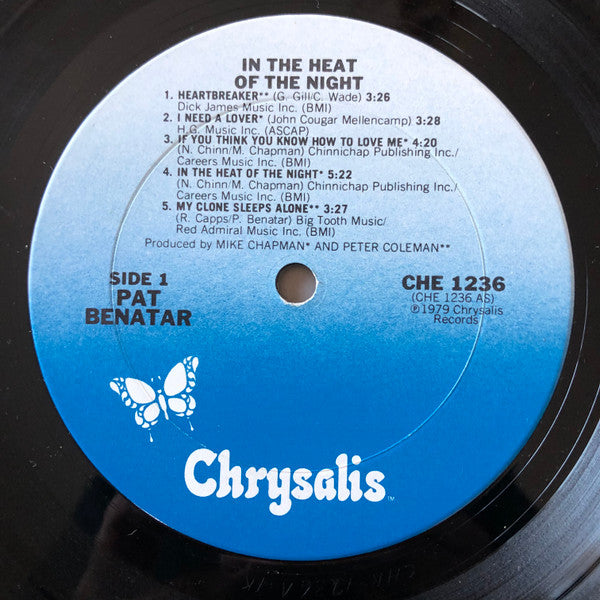 IN THE HEAT
OF THE NIGHT
1. HEARTBREAKER** (G. Gill/C. Wade) 3:26
Dick James Music Inc. (BMI)
2. I NEED A LOVER* (John Cougar Mellencamp) 3:28
H.G. Music Inc. (ASCAP)
3. IF YOU THINK YOU KNOW HOW TO LOVE ME* 4:20
(N. Chinn/M. Chapman) Chinnichap Publishing Inc./
Careers Music Inc. (BMI)
4. IN THE HEAT OF THE NIGHT* 5:22
(N. Chinn/M. Chapman) Chinnichap Publishing Inc./
Careers Music Inc. (BMI)
5. MY CLONE SLEEPS ALONE** 3:27
(R. Capps/P. Benatar) Big Tooth Music/
Red Admiral Music Inc. (BMI)
Produced by MIKE CHAPMAN* AND PETER COLEMAN**
SIDE 1
PAT
BENATAR
CHE 1236
(CHE 1236 AS)
℗1979 Chrysalis
Records
Chrysalis™